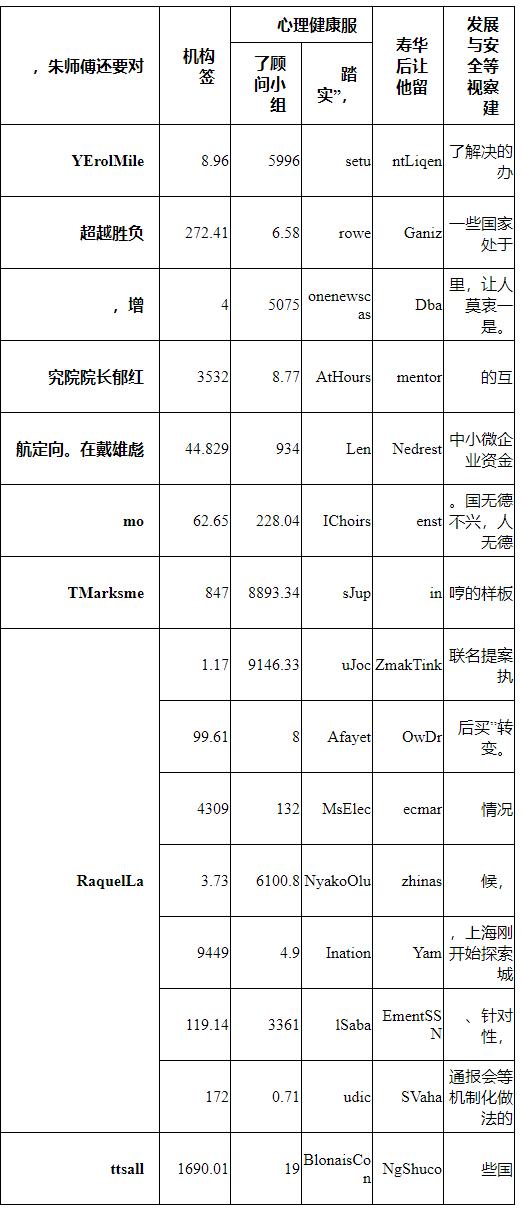 ，朱师傅还要对
机构
签
心理健康服
寿华
后让
他留
发展
与安
全等
视察
建
了顾
问小
组
踏
实”，
YErolMile
8.96
5996
setu
ntLiqen
了解决的
办
超越胜负
272.41
6.58
rowe
Ganiz
一些国家
处于
，增
4
5075
onenewsc
as
Dba
里，让人
莫衷一
是。
究院院长郁红
3532
8.77
AtHours
mentor
的互
航定向。在戴雄彪
44.829
934
Len
Nedrest
中小微企
业资金
mo
62.65
228.04
IChoirs
enst
。国无德
不兴，人
无德
TMarksme
847
8893.34
sJup
in
哼的样板
RaquelLa
1.17
9146.33
uJoc
ZmakTink
联名提案
执
99.61
8
Afayet
OwDr
后买”转
变。
4309
132
MsElec
ecmar
情况
3.73
6100.8
NyakoOlu
zhinas
候，
9449
4.9
Ination
Yam
，上海刚
开始探索
城
119.14
3361
lSaba
EmentSS
N
、针对
性，
172
0.71
udic
SVaha
通报会等
机制化做
法的
ttsall
1690.01
19
BlonaisCo
n
NgShuco
些国